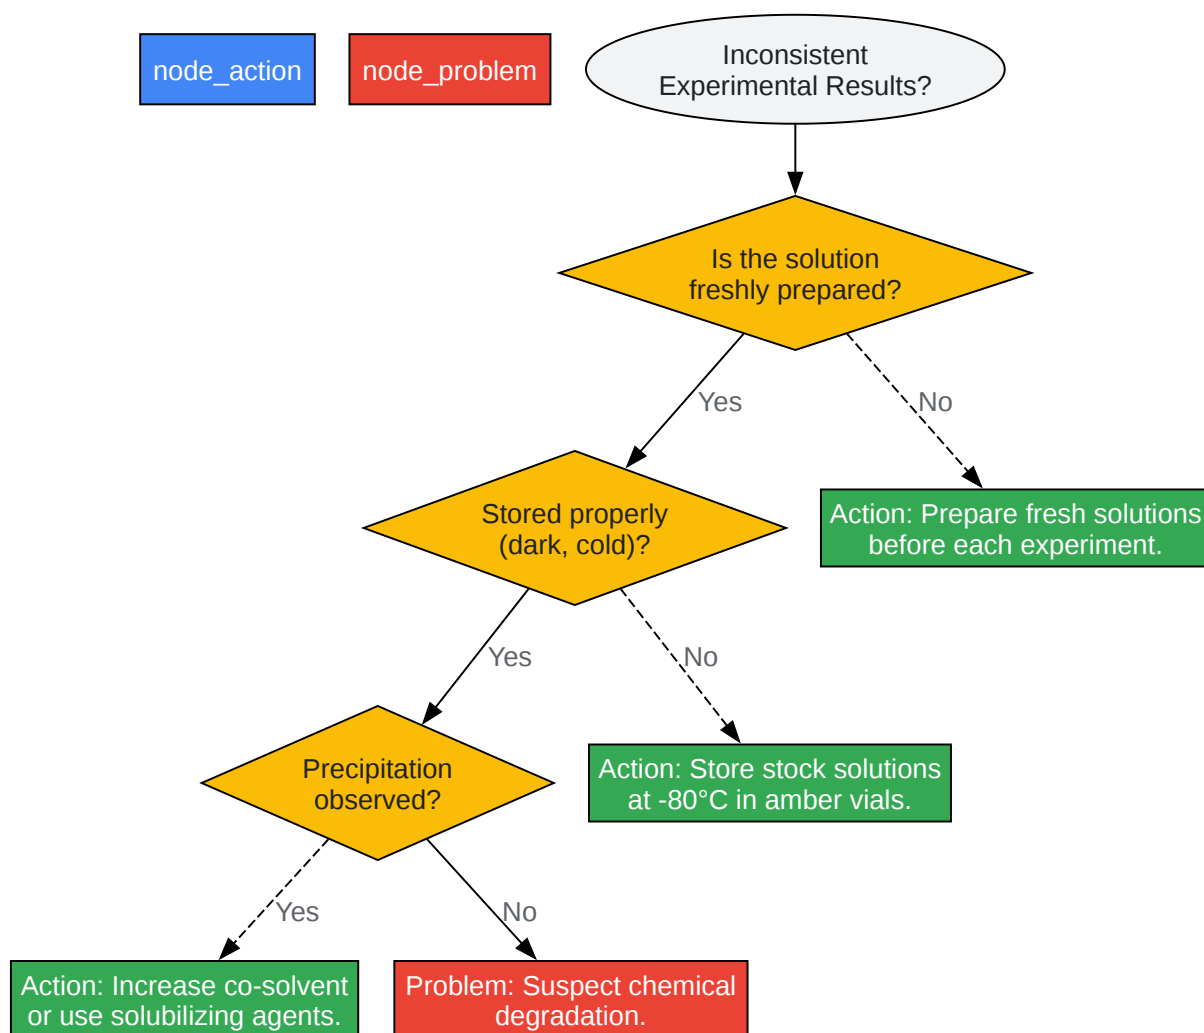 node_action
node_problem
Inconsistent
Experimental Results?
Is the solution
freshly prepared?
Yes
No
Stored properly
(dark, cold)?
Action: Prepare fresh solutions
before each experiment.
Yes
No
Precipitation
observed?
Action: Store stock solutions
at -80°C in amber vials.
Yes
No
Action: Increase co-solvent
or use solubilizing agents.
Problem: Suspect chemical
degradation.